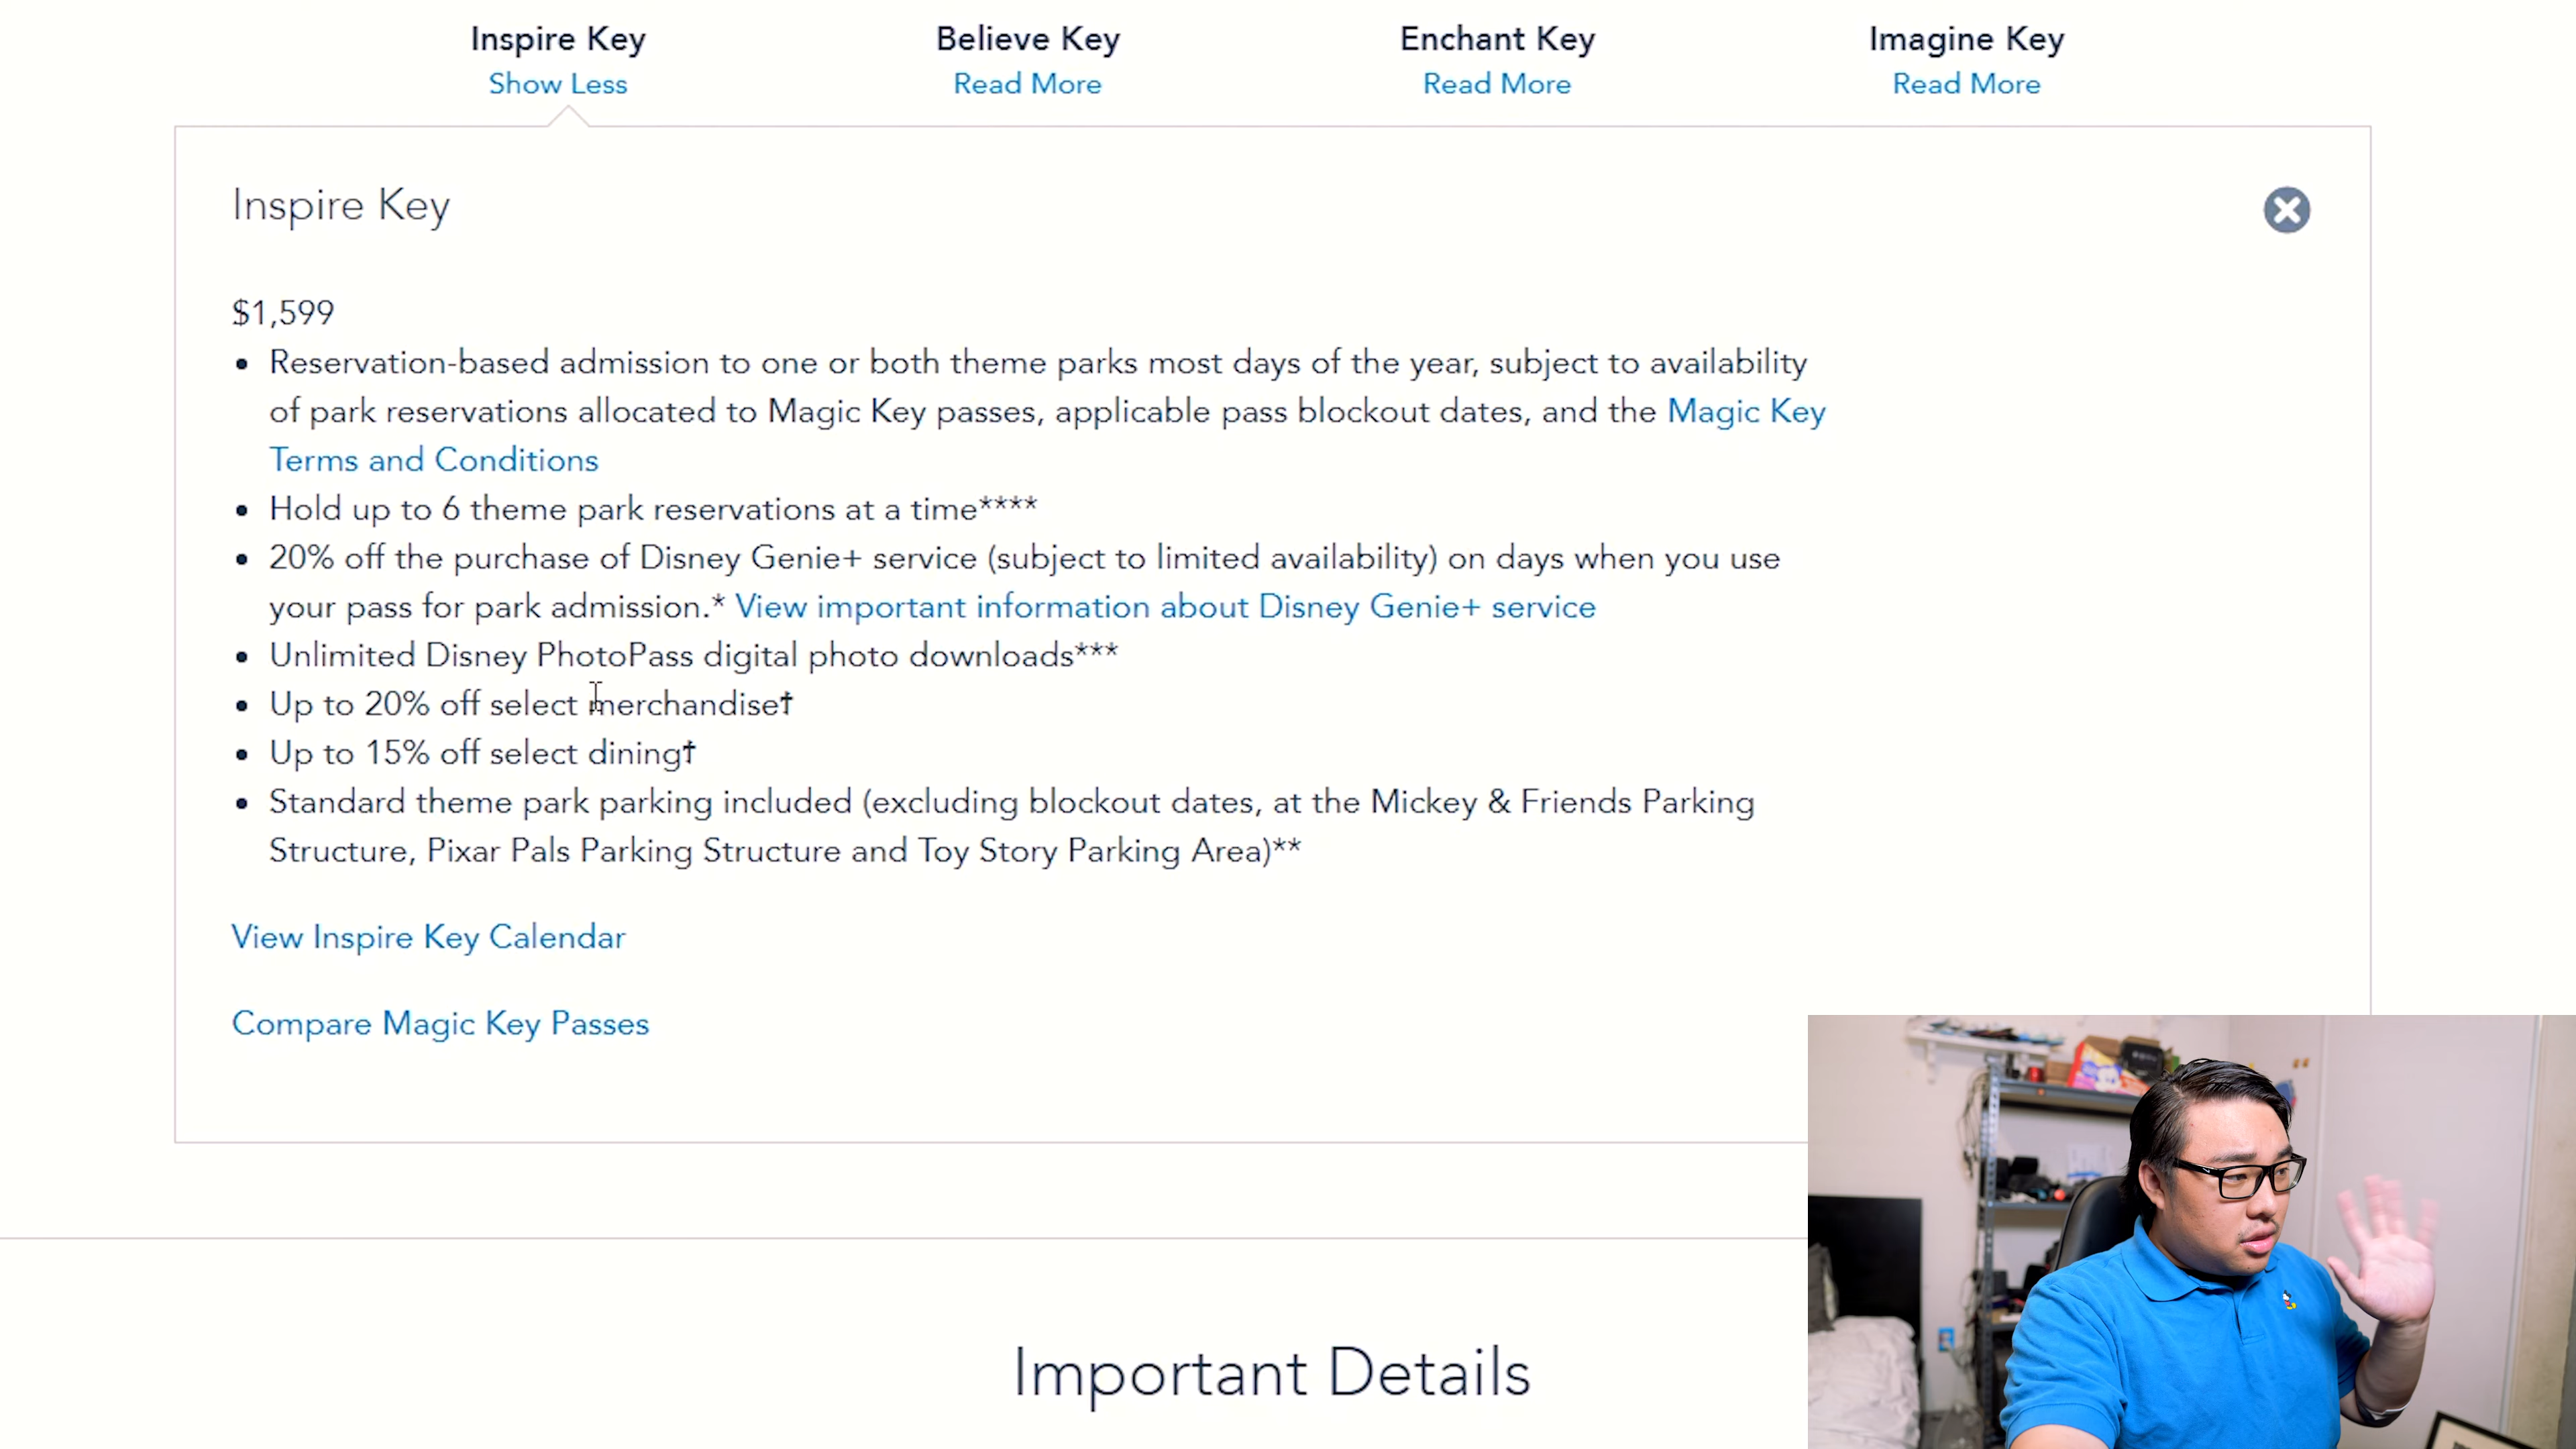 Inspire Key
Show Less
Believe Key
Read More
Enchant Key
Read More
Imagine Key
Read More
Inspire Key
$1,599
• Reservation-based admission to one or both theme parks most days of the year, subject to availability
of park reservations allocated to Magic Key passes, applicable pass blockout dates, and the Magic Key
Terms and Conditions
• Hold up to 6 theme park reservations at a time****
• 20% off the purchase of Disney Genie+ service (subject to limited availability) on days when you use
your pass for park admission.* View important information about Disney Genie+ service
• Unlimited Disney PhotoPass digital photo downloads***
• Up to 20% off select merchandise†
• Up to 15% off select dining†
• Standard theme park parking included (excluding blockout dates, at the Mickey & Friends Parking
Structure, Pixar Pals Parking Structure and Toy Story Parking Area)**
View Inspire Key Calendar
Compare Magic Key Passes
Important Details